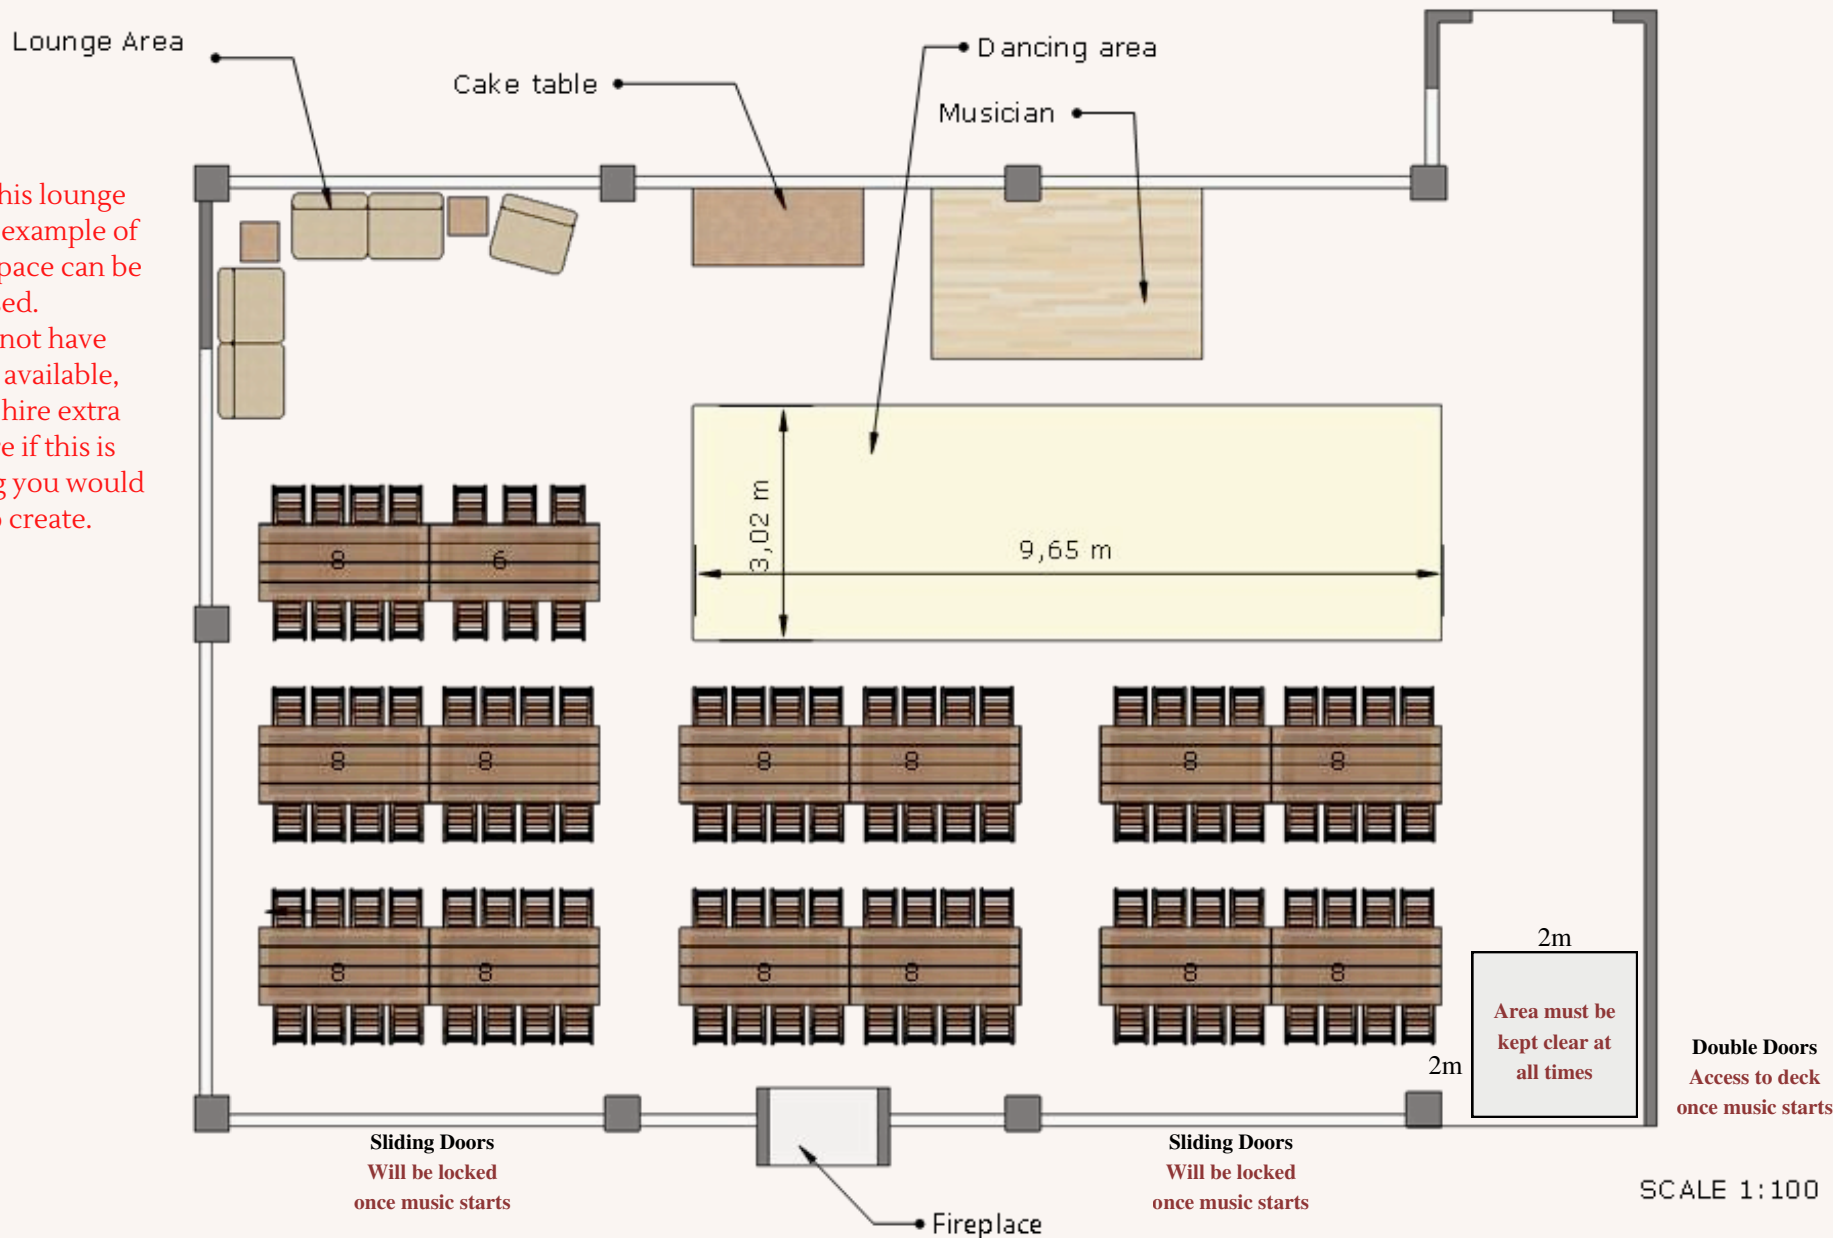 Lounge Area
Cake table
Dancing area
Musician
his lounge
example of
pace can be
ed.
not have
available,
hire extra
e if this is
g you would
o create.
3,02 m
9,65 m
8 6
8 8 8 8 8 8
8 8 8 8 8 8
2m
2m
Area must be
kept clear at
all times
Double Doors
Access to deck
once music starts
Sliding Doors
Will be locked
once music starts
Sliding Doors
Will be locked
once music starts
Fireplace
SCALE 1:100